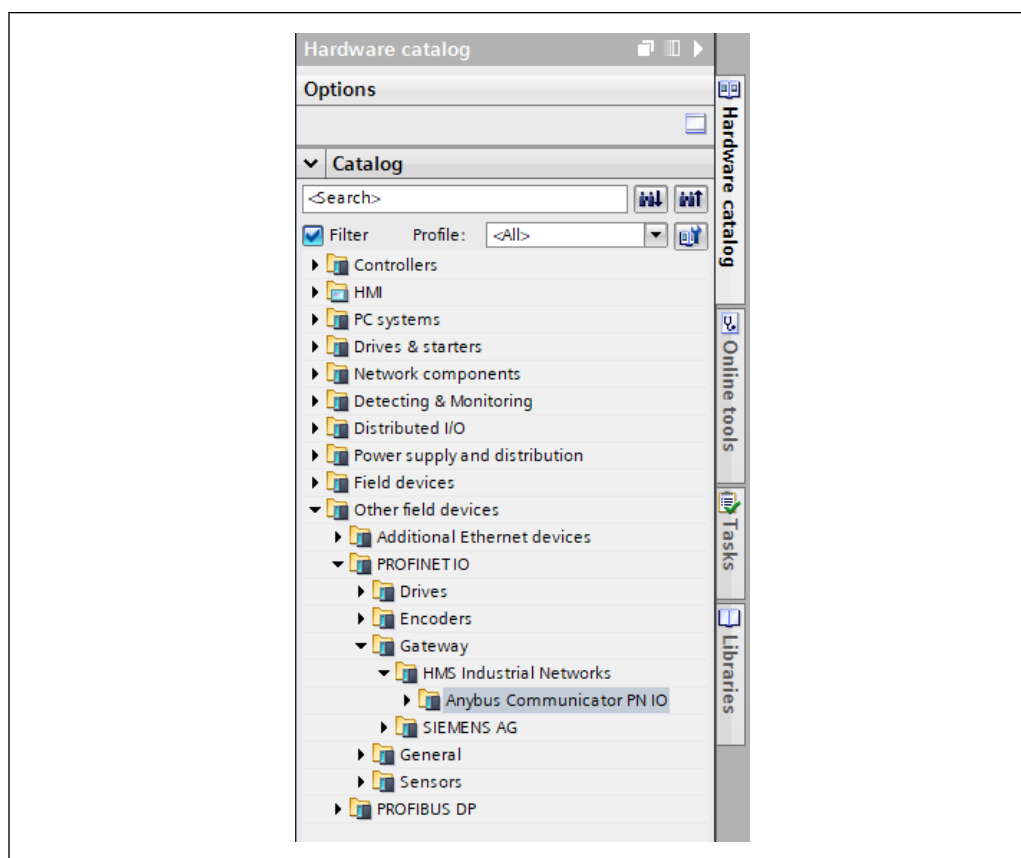 Hardware catalog
Options
Catalog
<Search>
Filter Profile: <All>
Controllers
HMI
PC systems
Drives & starters
Network components
Detecting & Monitoring
Distributed I/O
Power supply and distribution
Field devices
Other field devices
Additional Ethernet devices
PROFINET IO
Drives
Encoders
Gateway
HMS Industrial Networks
Anybus Communicator PN IO
SIEMENS AG
General
Sensors
PROFIBUS DP
Hardware catalog
Online tools
Tasks
Libraries